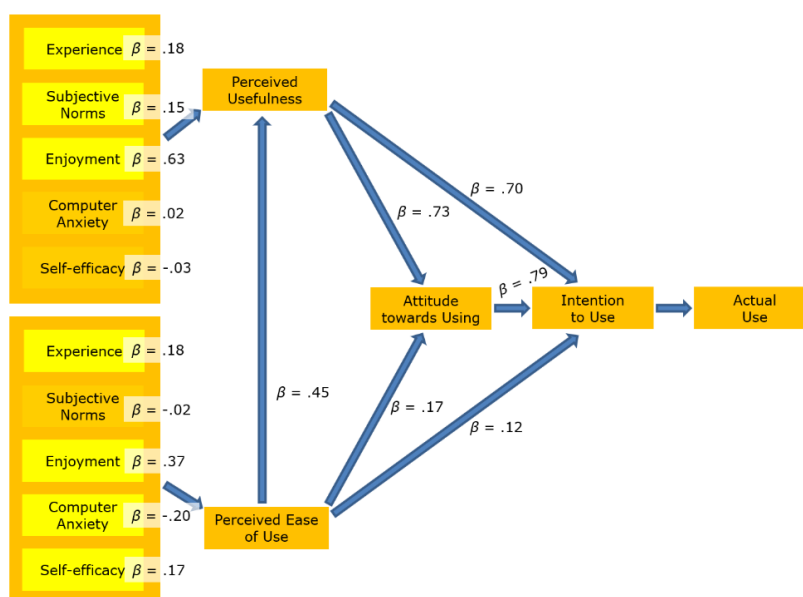 Experience β = .18
Subjective
Norms β = .15
Enjoyment β = .63
Computer
Anxiety β = .02
Self-efficacy β = -.03
Perceived
Usefulness
β = .70
β = .73
β = .79
Attitude
towards Using
Intention
to Use
Actual
Use
Experience β = .18
Subjective
Norms β = -.02
Enjoyment β = .37
Computer
Anxiety β = -.20
Self-efficacy β = .17
β = .45
β = .17
β = .12
Perceived Ease
of Use